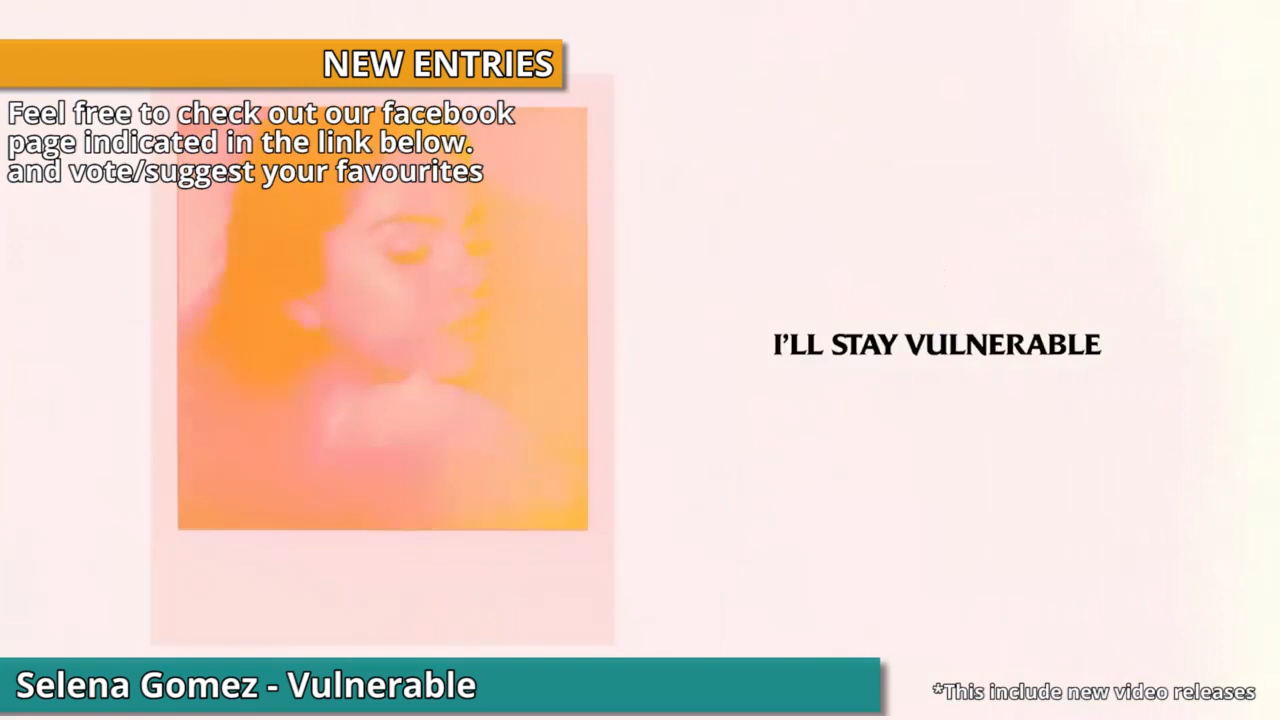 NEW ENTRIES
Feel free to check out our facebook
page indicated in the link below.
and vote/suggest your favourites
I'LL STAY VULNERABLE
Selena Gomez - Vulnerable
*This include new video releases